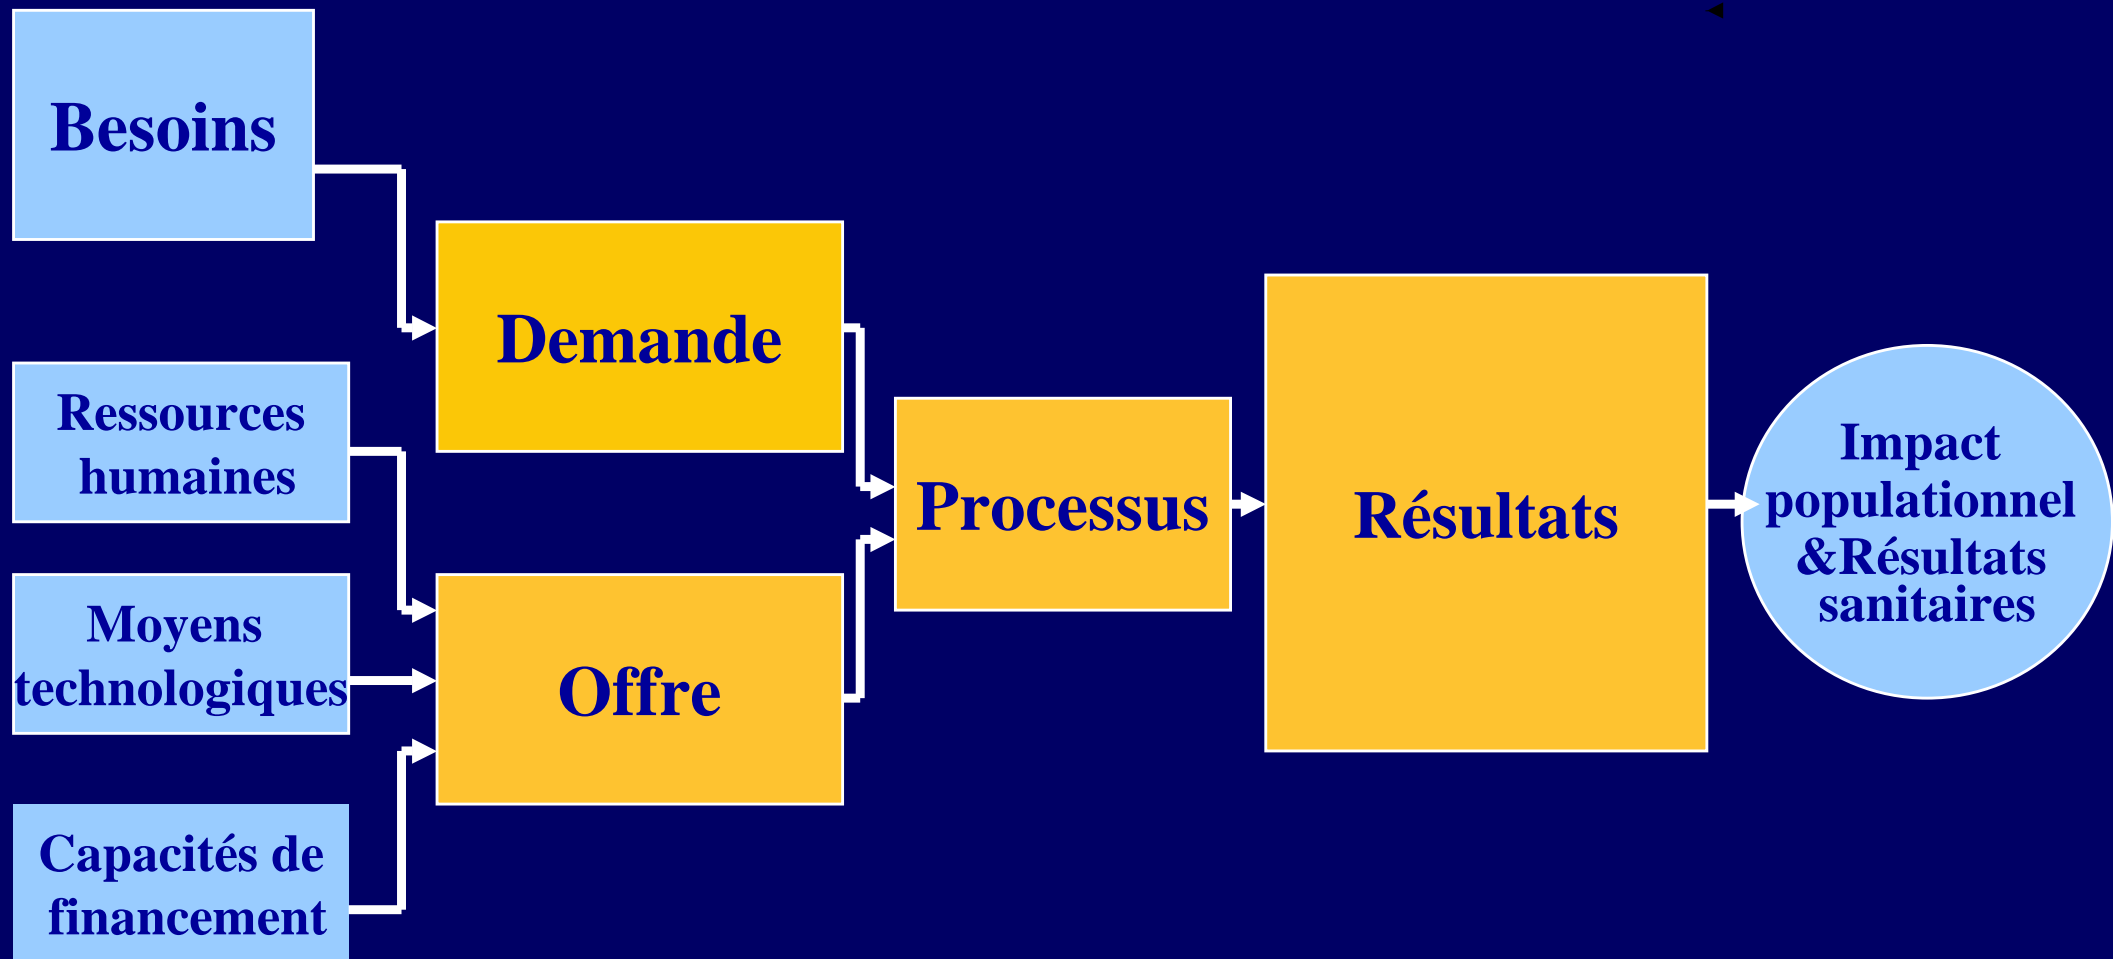 Besoins
Demande
Ressources
humaines
Moyens
technologiques
Offre
Capacités de
financement
Processus
Résultats
Impact
populationnel
&Résultats
sanitaires